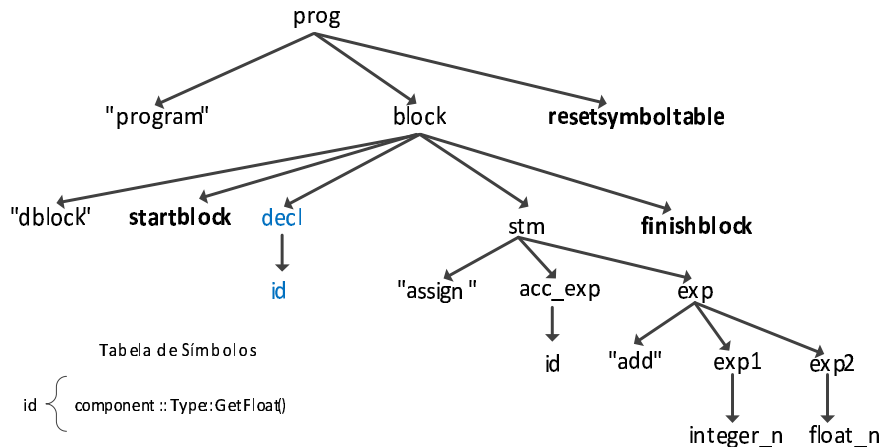 prog
"program" block resetsymboltable
"dblock" startblock decl stm finishblock
id "assign " acc_exp exp
Tabela de Símbolos id "add" exp1 exp2
id component :: Type::GetFloat()
integer_n float_n